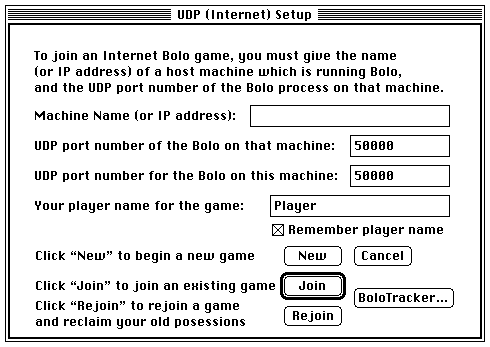 UDP (Internet) Setup
To join an Internet Bolo game, you must give the name
(or IP address) of a host machine which is running Bolo,
and the UDP port number of the Bolo process on that machine.
Machine Name (or IP address):
UDP port number of the Bolo on that machine: 50000
UDP port number for the Bolo on this machine: 50000
Your player name for the game: Player
Remember player name
Click “New” to begin a new game New Cancel
Click “Join” to join an existing game Join
BoloTracker...
Click “Rejoin” to rejoin a game
and reclaim your old posessions Rejoin